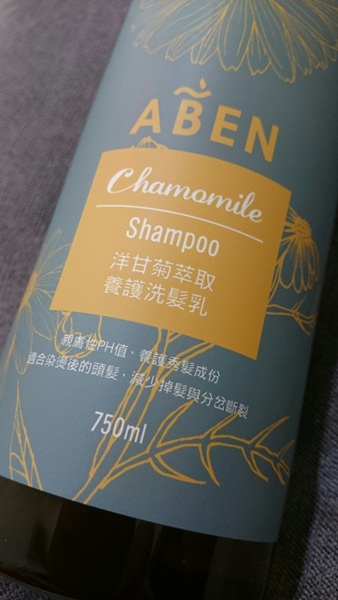 ABEN
Chamomile
Shampoo
洋甘菊萃取
養護洗髮乳
親膚性PH值，養護秀髮成份
適合染燙後的頭髮，減少掉髮與分岔斷裂
750ml